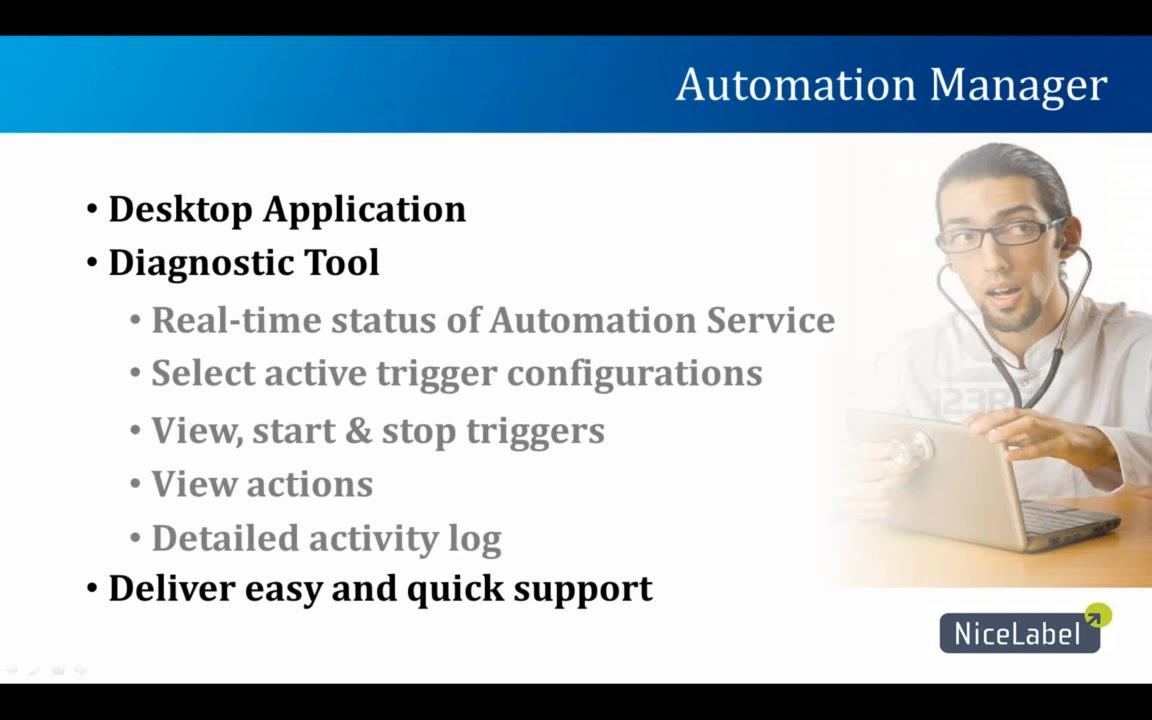 Automation Manager
• Desktop Application
• Diagnostic Tool
• Real-time status of Automation Service
• Select active trigger configurations
• View, start & stop triggers
• View actions
• Detailed activity log
• Deliver easy and quick support
NiceLabel